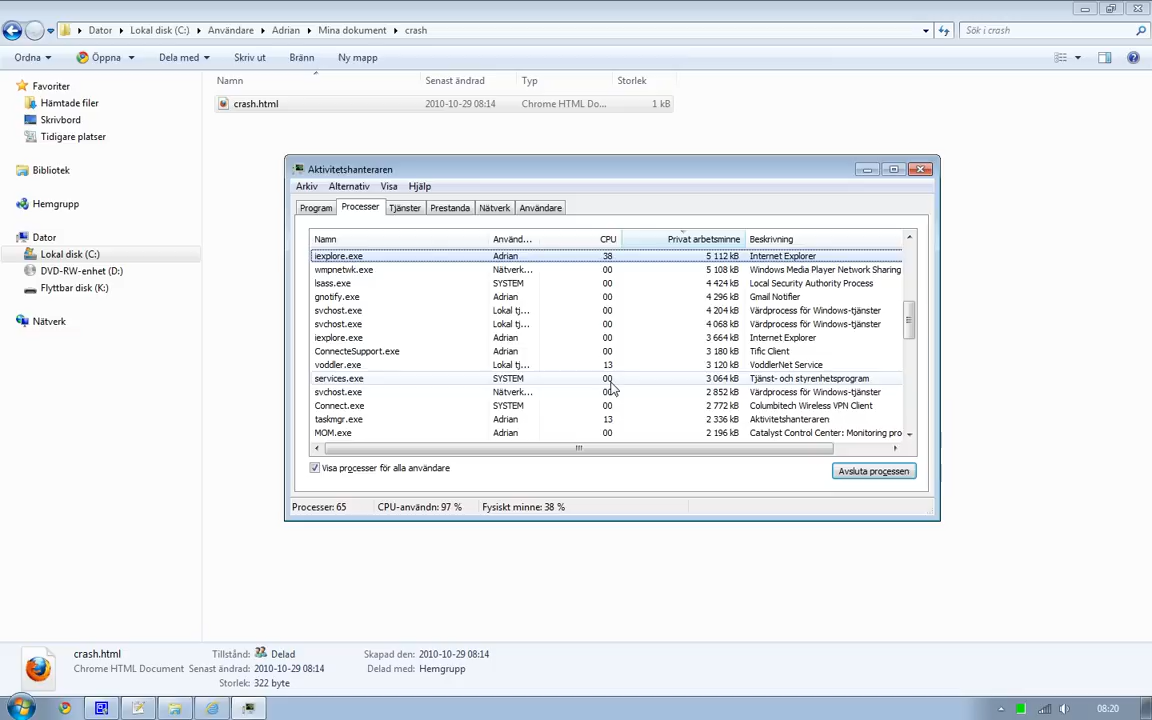 Dator Lokal disk (C:) Användare Adrian Mina dokument crash
Sök i crash
Ordna Öppna Dela med Skriv ut Bränn Ny mapp
Favoriter
Hämtade filer
Skrivbord
Tidigare platser
Bibliotek
Hemgrupp
Dator
Lokal disk (C:)
DVD-RW-enhet (D:)
Flyttbar disk (K:)
Nätverk
Namn Senast ändrad Typ Storlek
crash.html 2010-10-29 08:14 Chrome HTML Do... 1 kB
Aktivitetshanteraren
Arkiv Alternativ Visa Hjälp
Program Processer Tjänster Prestanda Nätverk Användare
Namn Använd... CPU Privat arbetsminne Beskrivning
iexplore.exe Adrian 38 5 112 kB Internet Explorer
wmpnetwk.exe Nätverk... 00 5 108 kB Windows Media Player Network Sharing
lsass.exe SYSTEM 00 4 424 kB Local Security Authority Process
gnotify.exe Adrian 00 4 296 kB Gmail Notifier
svchost.exe Lokal tj... 00 4 204 kB Värdprocess för Windows-tjänster
svchost.exe Lokal tj... 00 4 068 kB Värdprocess för Windows-tjänster
iexplore.exe Adrian 00 3 664 kB Internet Explorer
ConnecteSupport.exe Adrian 00 3 180 kB Tific Client
voddler.exe Lokal tj... 13 3 120 kB VoddlerNet Service
services.exe SYSTEM 00 3 064 kB Tjänst- och styrenhetsprogram
svchost.exe Nätverk... 00 2 852 kB Värdprocess för Windows-tjänster
Connect.exe SYSTEM 00 2 772 kB Columbitech Wireless VPN Client
taskmgr.exe Adrian 13 2 336 kB Aktivitetshanteraren
MOM.exe Adrian 00 2 196 kB Catalyst Control Center: Monitoring pro
Visa processer för alla användare
Avsluta processen
Processer: 65 CPU-användn: 97 % Fysiskt minne: 38 %
crash.html Tillstånd: Delad Skapad den: 2010-10-29 08:14
Chrome HTML Document Senast ändrad: 2010-10-29 08:14 Delad med: Hemgrupp
Storlek: 322 byte
08:20